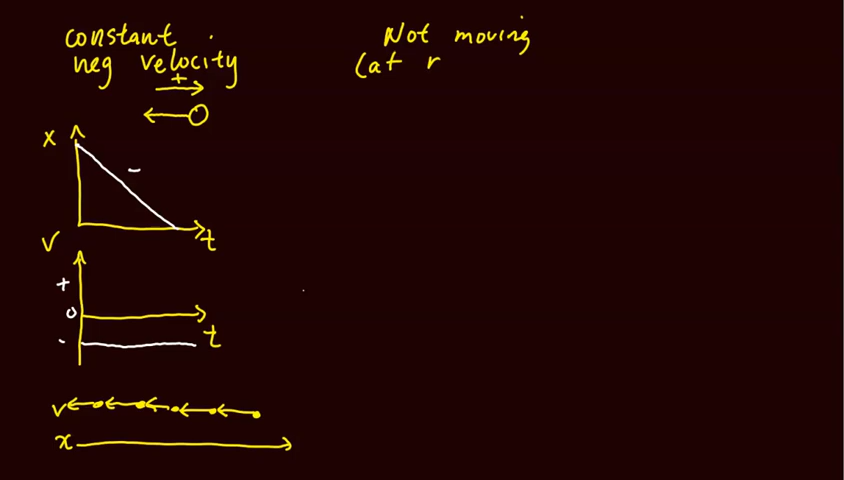 constant
neg velocity
Not moving
(at r
+
x
-
t
v
+
0
-
t
v
x